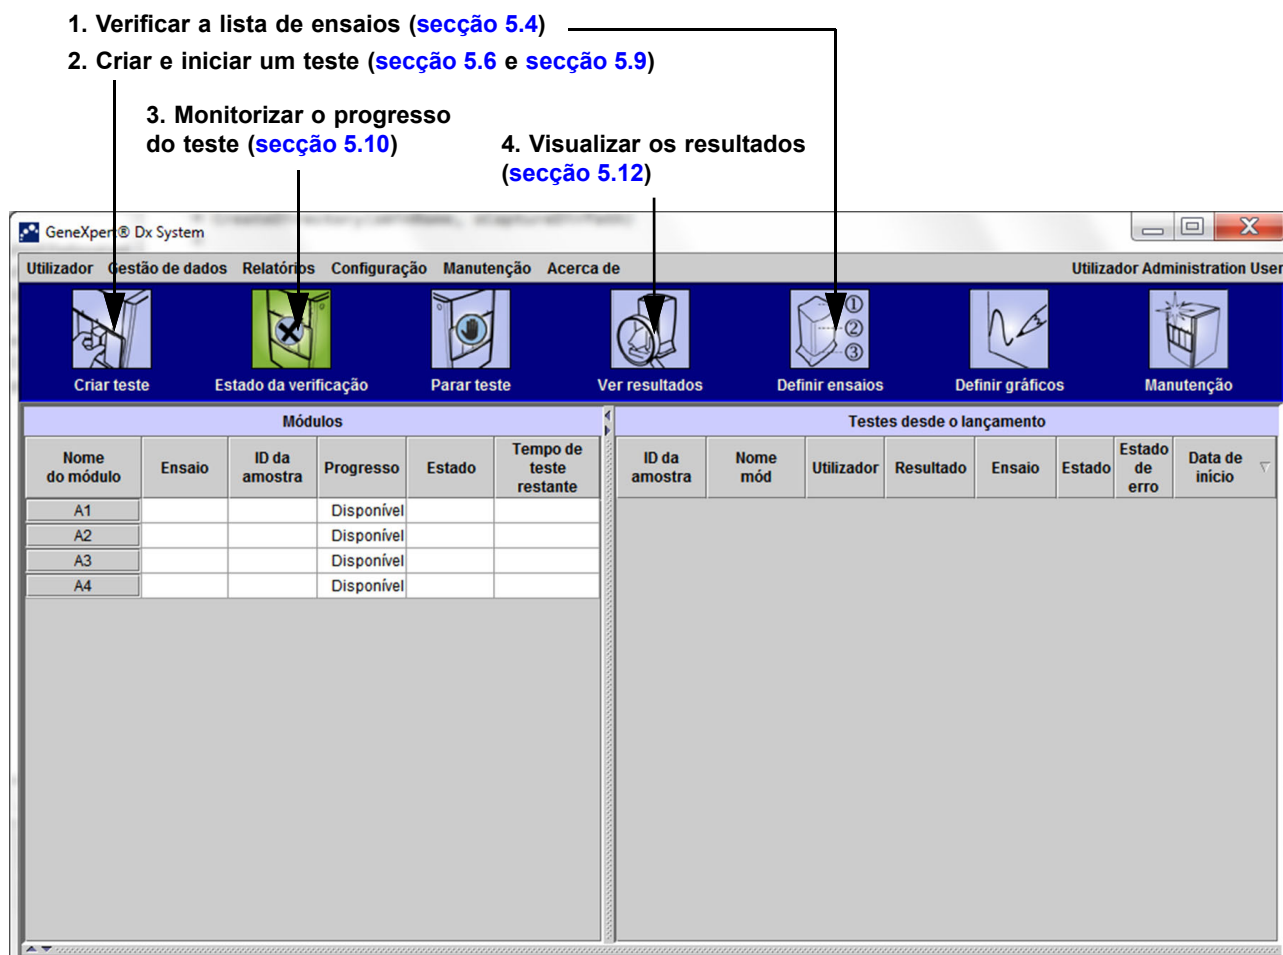 1. Verificar a lista de ensaios (secção 5.4)
2. Criar e iniciar um teste (secção 5.6 e secção 5.9)
3. Monitorizar o progresso
do teste (secção 5.10)
4. Visualizar os resultados
(secção 5.12)
GeneXpert® Dx System
Utilizador Gestão de dados Relatórios Configuração Manutenção Acerca de Utilizador Administration User
① ② ③
Criar teste Estado da verificação Parar teste Ver resultados Definir ensaios Definir gráficos Manutenção
Módulos
Nome
do módulo
Ensaio
ID da
amostra
Progresso
Estado
Tempo de
teste
restante
A1 Disponível
A2 Disponível
A3 Disponível
A4 Disponível
Testes desde o lançamento
ID da
amostra
Nome
mód
Utilizador
Resultado
Ensaio
Estado
Estado
de
erro
Data de
início